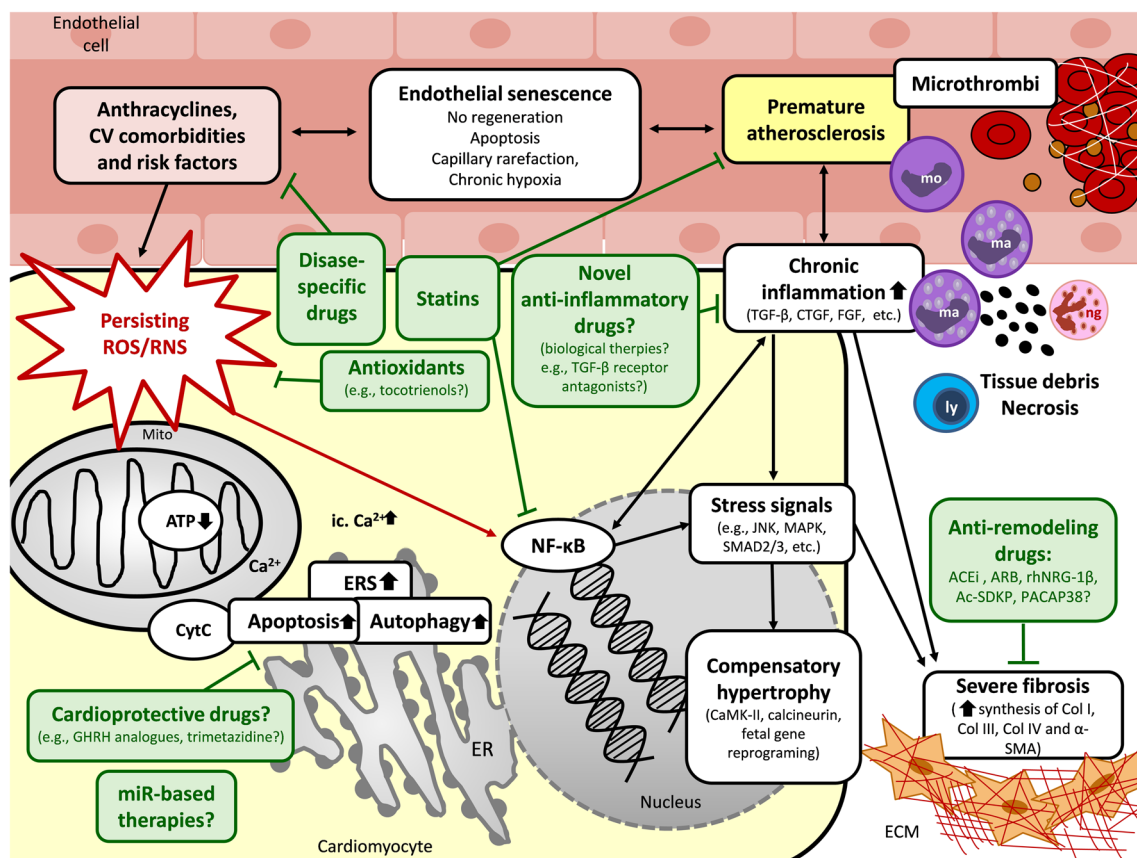 Endothelial
cell
Anthracyclines,
CV comorbidities
and risk factors
Endothelial senescence
No regeneration
Apoptosis
Capillary rarefaction,
Chronic hypoxia
Premature
atherosclerosis
Microthrombi
mo
ma
ma
ng
ly
Tissue debris
Necrosis
Disase-
specific
drugs
Statins
Novel
anti-inflammatory
drugs?
(biological therpies?
e.g., TGF-β receptor
antagonists?)
Chronic
inflammation
(TGF-β, CTGF, FGF, etc.)
Persisting
ROS/RNS
Antioxidants
(e.g., tocotrienols?)
Mito
ATP
Ca²⁺
ic. Ca²⁺
CytC
ERS
Apoptosis
Autophagy
NF-κB
Stress signals
(e.g., JNK, MAPK,
SMAD2/3, etc.)
Anti-remodeling
drugs:
ACEi , ARB, rhNRG-1β,
Ac-SDKP, PACAP38?
Compensatory
hypertrophy
(CaMK-II, calcineurin,
fetal gene
reprograming)
Severe fibrosis
( synthesis of Col I,
Col III, Col IV and α-
SMA)
Cardioprotective drugs?
(e.g., GHRH analogues, trimetazidine?)
miR-based
therapies?
ER
Nucleus
Cardiomyocyte
ECM